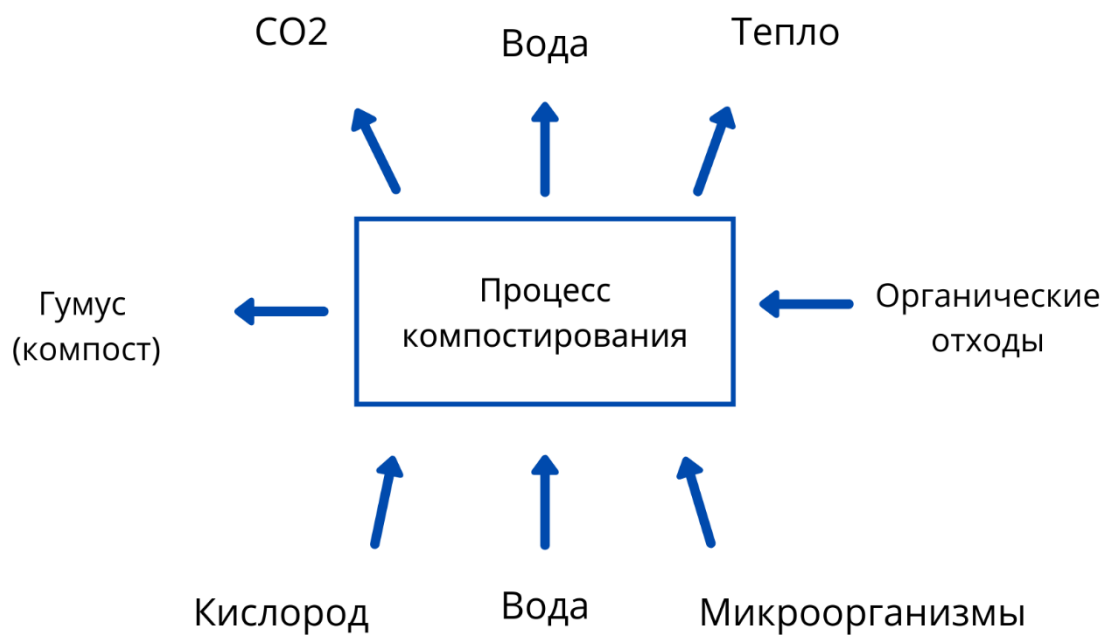 CO2
Вода
Тепло
Процесс
компостирования
Гумус
(компост)
Органические
отходы
Кислород
Вода
Микроорганизмы